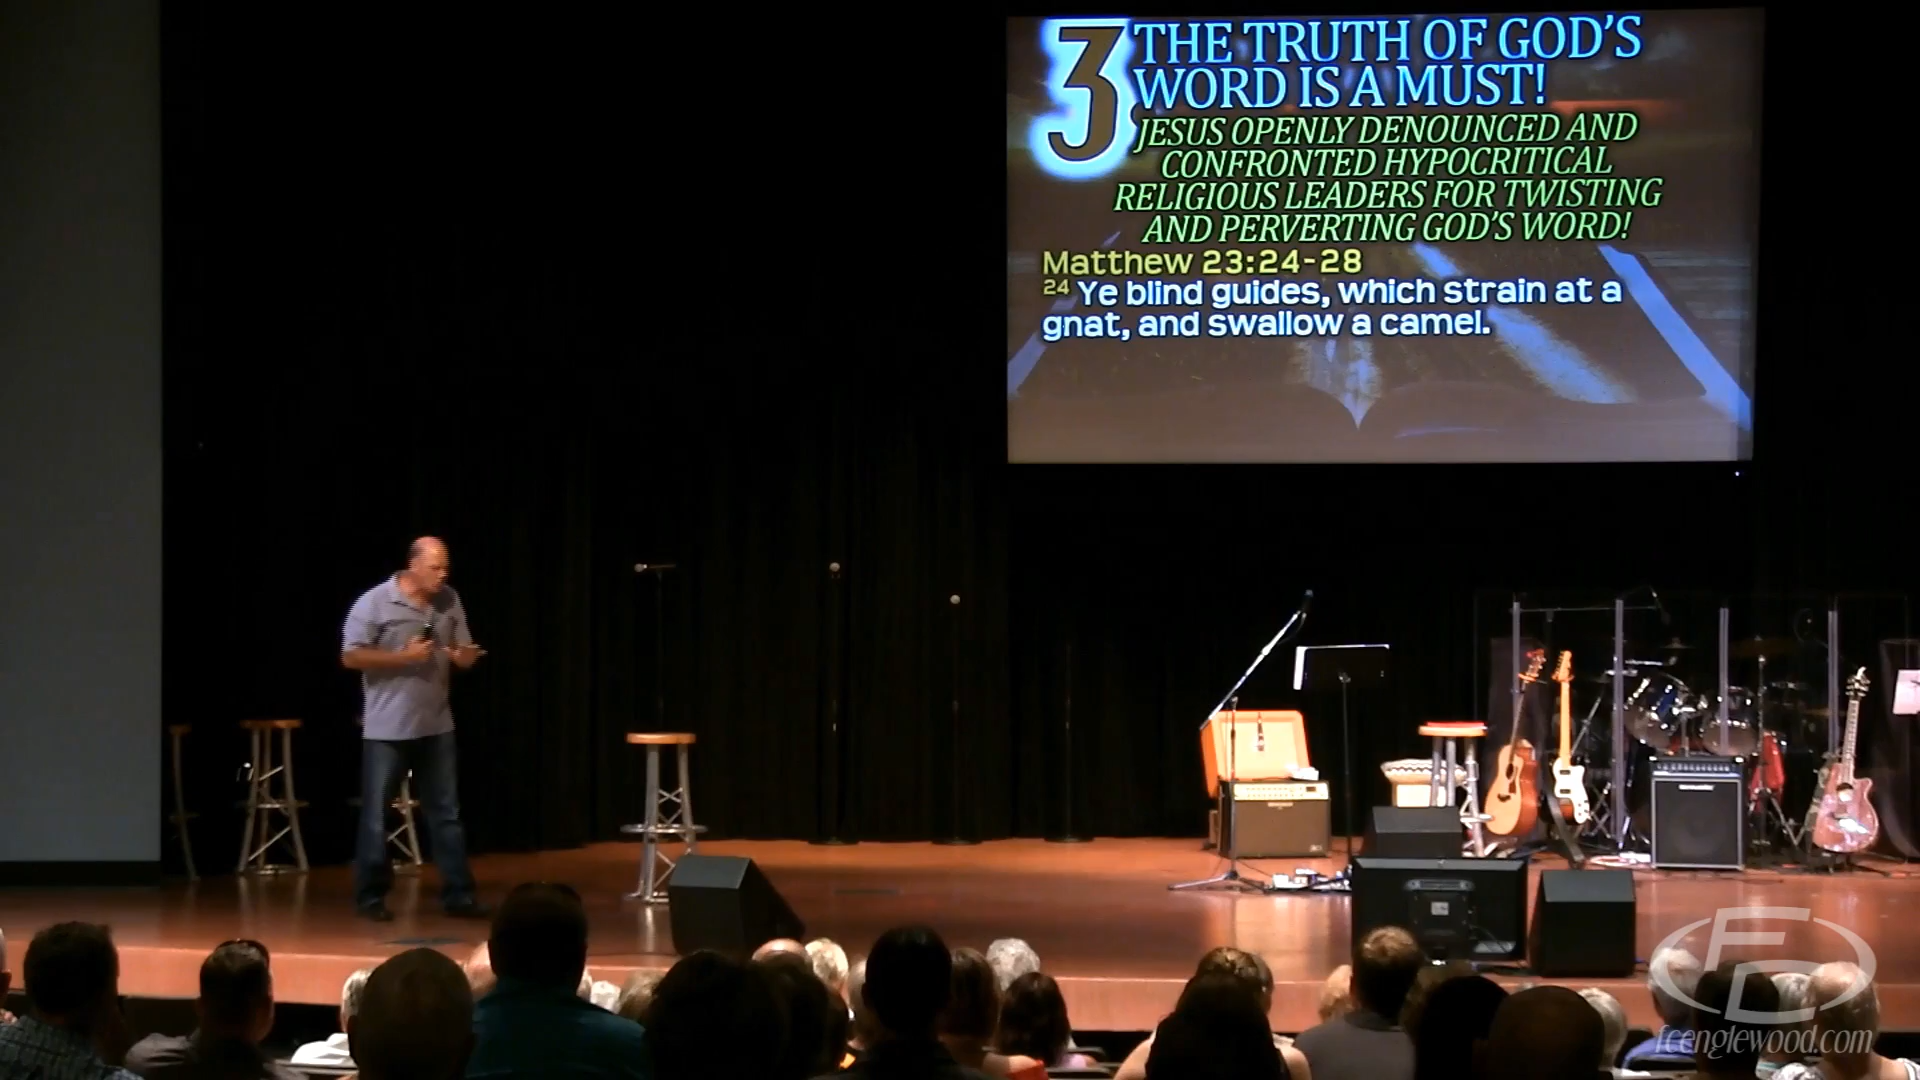 3 THE TRUTH OF GOD'S
WORD IS A MUST!
JESUS OPENLY DENOUNCED AND
CONFRONTED HYPOCRITICAL
RELIGIOUS LEADERS FOR TWISTING
AND PERVERTING GOD'S WORD!
Matthew 23:24-28
24 Ye blind guides, which strain at a
gnat, and swallow a camel.
FC
fcenglewood.com